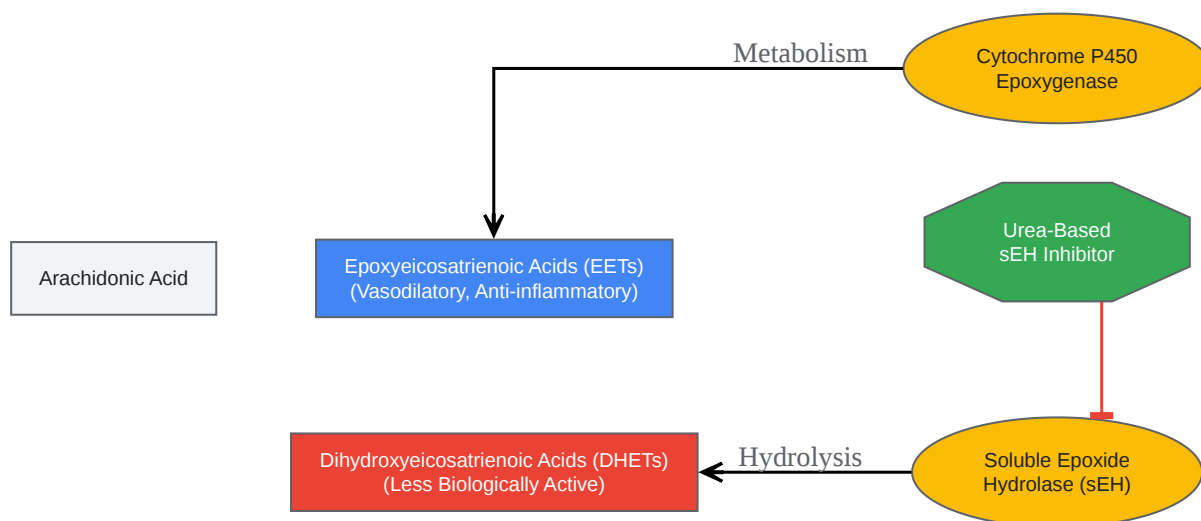 Metabolism
Cytochrome P450
Epoxygenase
Urea-Based
sEH Inhibitor
Arachidonic Acid
Epoxyeicosatrienoic Acids (EETs)
(Vasodilatory, Anti-inflammatory)
Dihydroxyeicosatrienoic Acids (DHETs)
(Less Biologically Active)
Hydrolysis
Soluble Epoxide
Hydrolase (sEH)